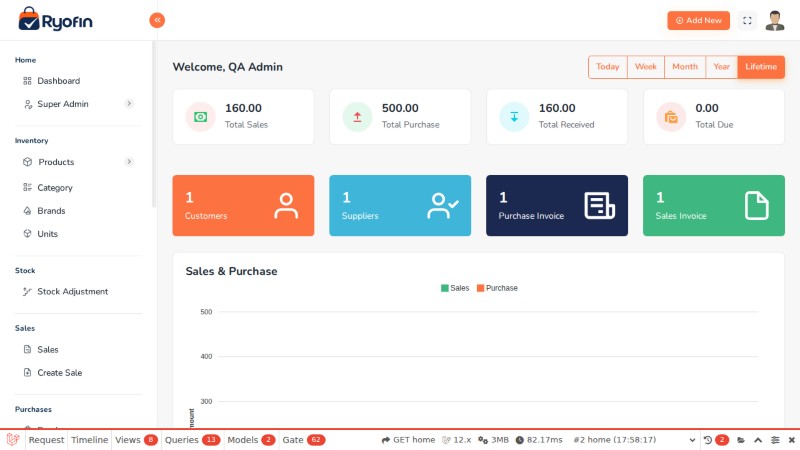 Ryofin
Add New
Home
Dashboard
Super Admin
Inventory
Products
Category
Brands
Units
Stock
Stock Adjustment
Sales
Sales
Create Sale
Purchases
Welcome, QA Admin
Today Week Month Year Lifetime
160.00
Total Sales
500.00
Total Purchase
160.00
Total Received
0.00
Total Due
1
Customers
1
Suppliers
1
Purchase Invoice
1
Sales Invoice
Sales & Purchase
Sales Purchase
500
400
300
Request Timeline Views 8 Queries 13 Models 2 Gate 62 GET home 12.x 3MB 82.17ms #2 home (17:58:17) 2